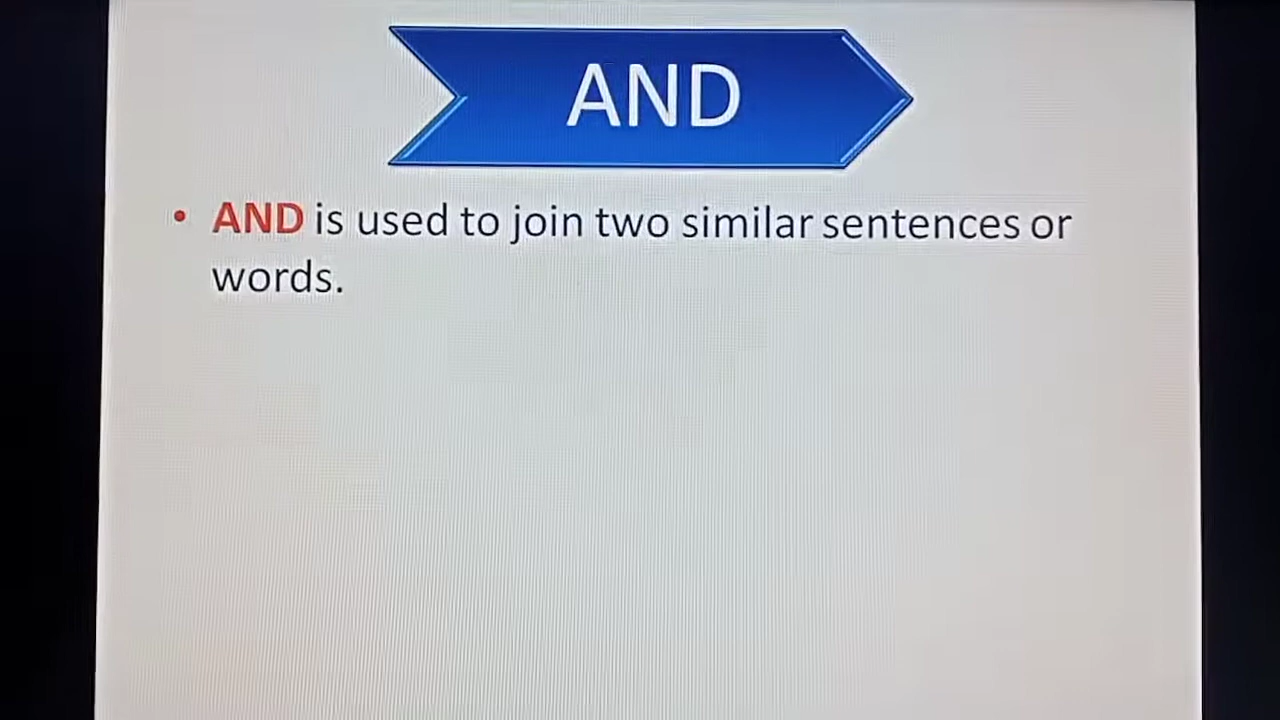 AND
• AND is used to join two similar sentences or
words.